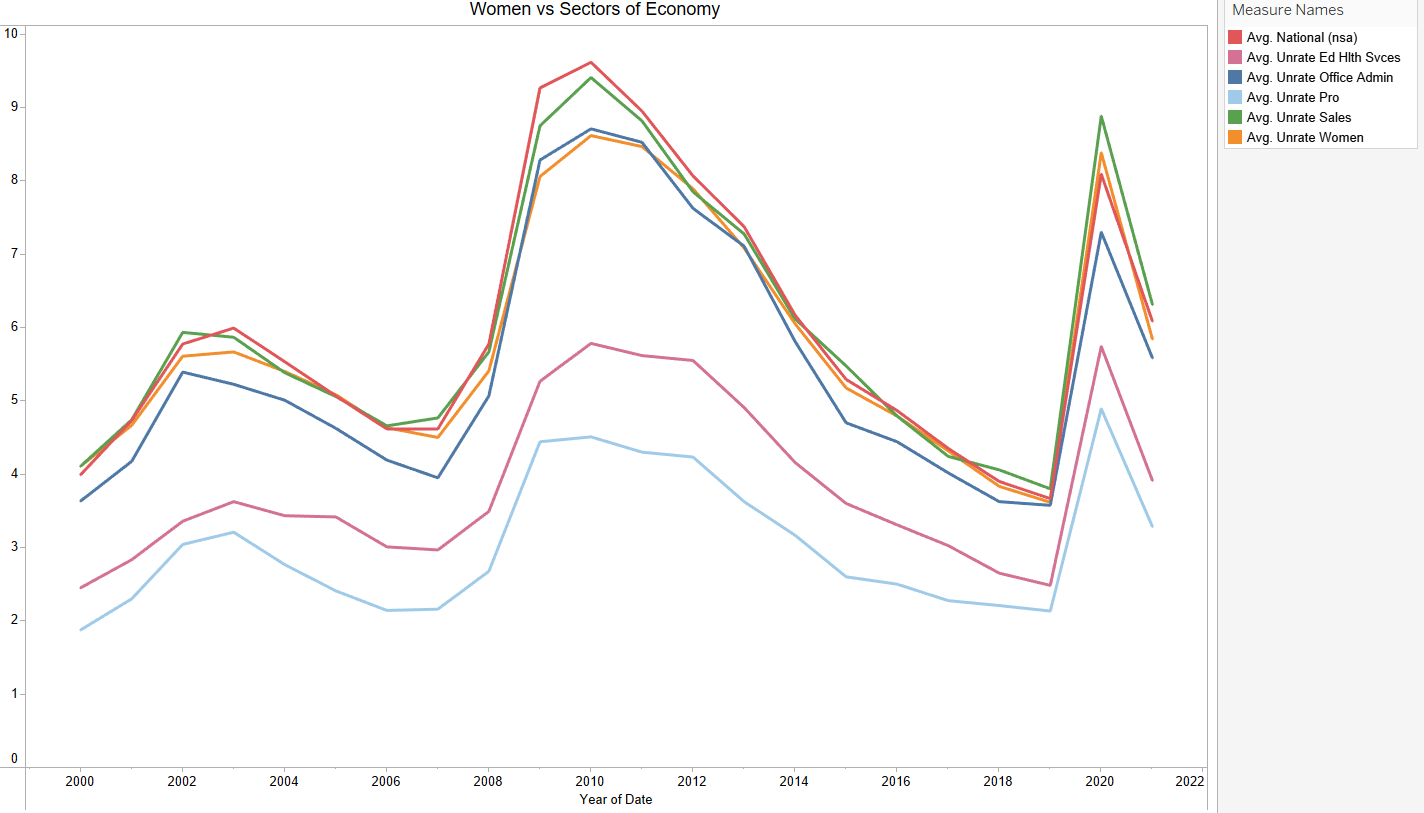 Women vs Sectors of Economy
10
9
8
7
6
5
4
3
2
1
0
2000 2002 2004 2006 2008 2010 2012 2014 2016 2018 2020 2022
Year of Date
Measure Names
Avg. National (nsa)
Avg. Unrate Ed Hlth Svces
Avg. Unrate Office Admin
Avg. Unrate Pro
Avg. Unrate Sales
Avg. Unrate Women